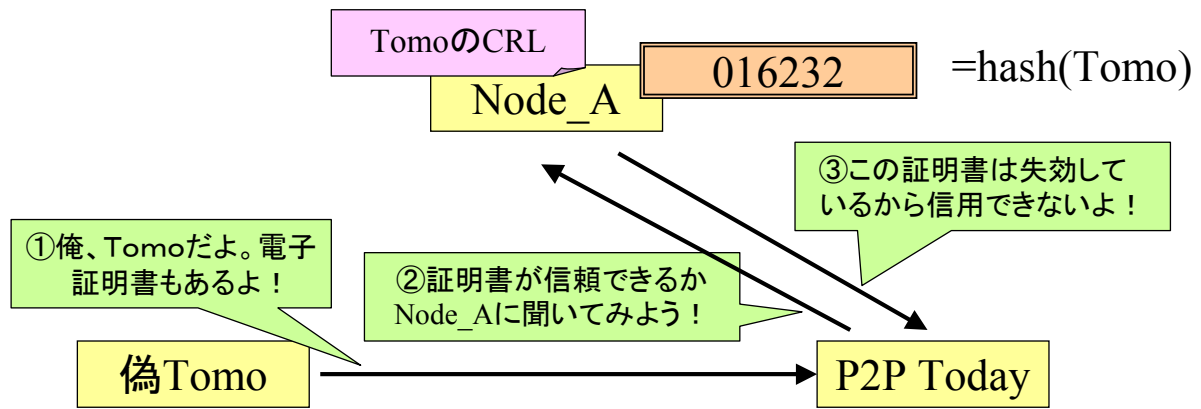 TomoのCRL
Node_A
016232
=hash(Tomo)
③この証明書は失効して
いるから信用できないよ！
①俺、Ｔｏｍｏだよ。電子
証明書もあるよ！
②証明書が信頼できるか
Node_Aに聞いてみよう！
偽Tomo
P2P Today